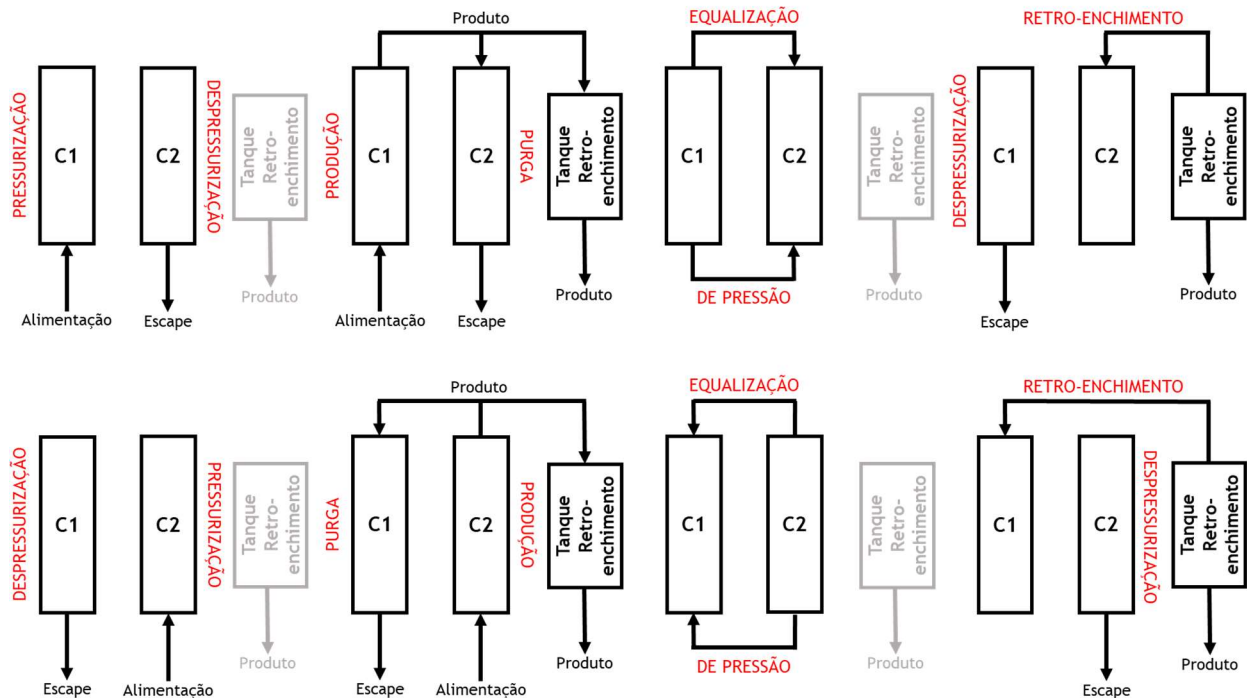 Produto
EQUALIZAÇÃO
RETRO-ENCHIMENTO
PRESSURIZAÇÃO
C1
C2
DESPRESSURIZAÇÃO
Tanque
Retro-
enchimento
PRODUÇÃO
C1
C2
PURGA
Tanque
Retro-
enchimento
C1
C2
Tanque
Retro-
enchimento
DESPRESSURIZAÇÃO
C1
C2
Tanque
Retro-
enchimento
Alimentação
Escape
Produto
Alimentação
Escape
Produto
DE PRESSÃO
Produto
Escape
Produto
Produto
EQUALIZAÇÃO
RETRO-ENCHIMENTO
DESPRESSURIZAÇÃO
C1
C2
PRESSURIZAÇÃO
Tanque
Retro-
enchimento
PURGA
C1
C2
PRODUÇÃO
Tanque
Retro-
enchimento
C1
C2
Tanque
Retro-
enchimento
C1
C2
DESPRESSURIZAÇÃO
Tanque
Retro-
enchimento
Escape
Alimentação
Produto
Escape
Alimentação
Produto
DE PRESSÃO
Produto
Escape
Produto